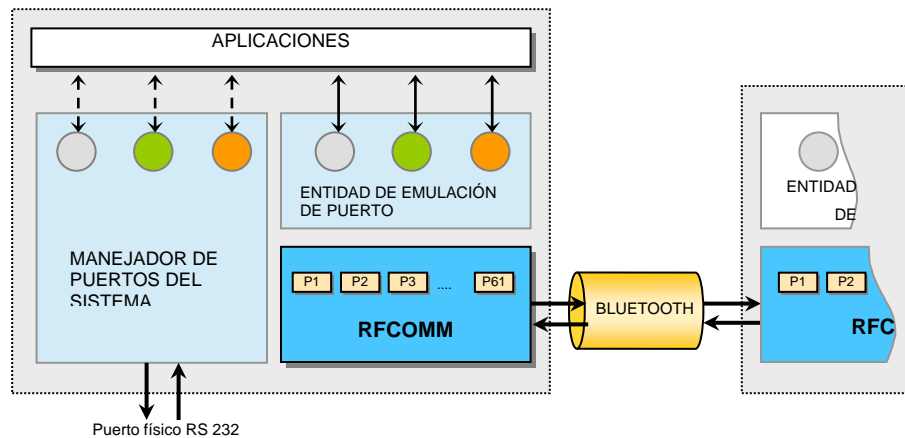 APLICACIONES
ENTIDAD DE EMULACIÓN
DE PUERTO
MANEJADOR DE
PUERTOS DEL
SISTEMA
P1 P2 P3 .... P61
RFCOMM
BLUETOOTH
ENTIDAD
DE
P1 P2
RFC
Puerto físico RS 232